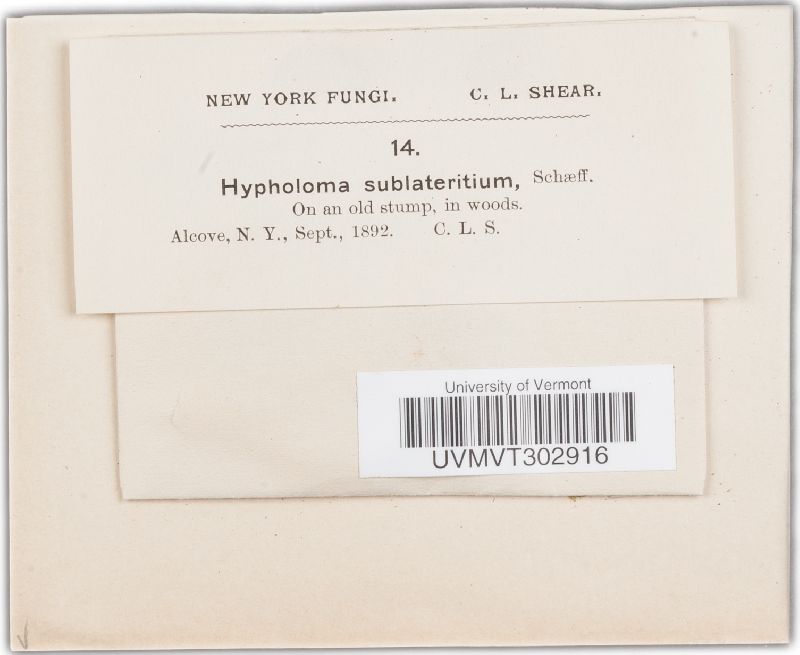 NEW YORK FUNGI. C. L. SHEAR.
14.
Hypholoma sublateritium, Schæff.
On an old stump, in woods.
Alcove, N. Y., Sept., 1892. C. L. S.
University of Vermont
UVMVT302916